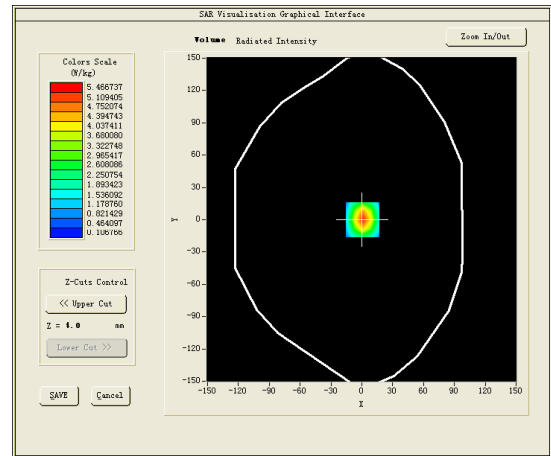 SAR Visualisation Graphical Interface
Volume Radiated Intensity
Zoom In/Out
Colors Scale
(W/kg)
5.466737
5.109405
4.752074
4.394743
4.037411
3.680080
3.322748
2.965417
2.608086
2.250754
1.893423
1.536092
1.178760
0.821429
0.464097
0.106766
150
120
90
60
30
0
-30
-60
-90
-120
-150
Y
-150 -120 -90 -60 -30 0 30 60 90 120 150
X
Z-Cuts Control
<< Upper Cut
Z = 4.0 mm
Lower Cut >>
SAVE Cancel